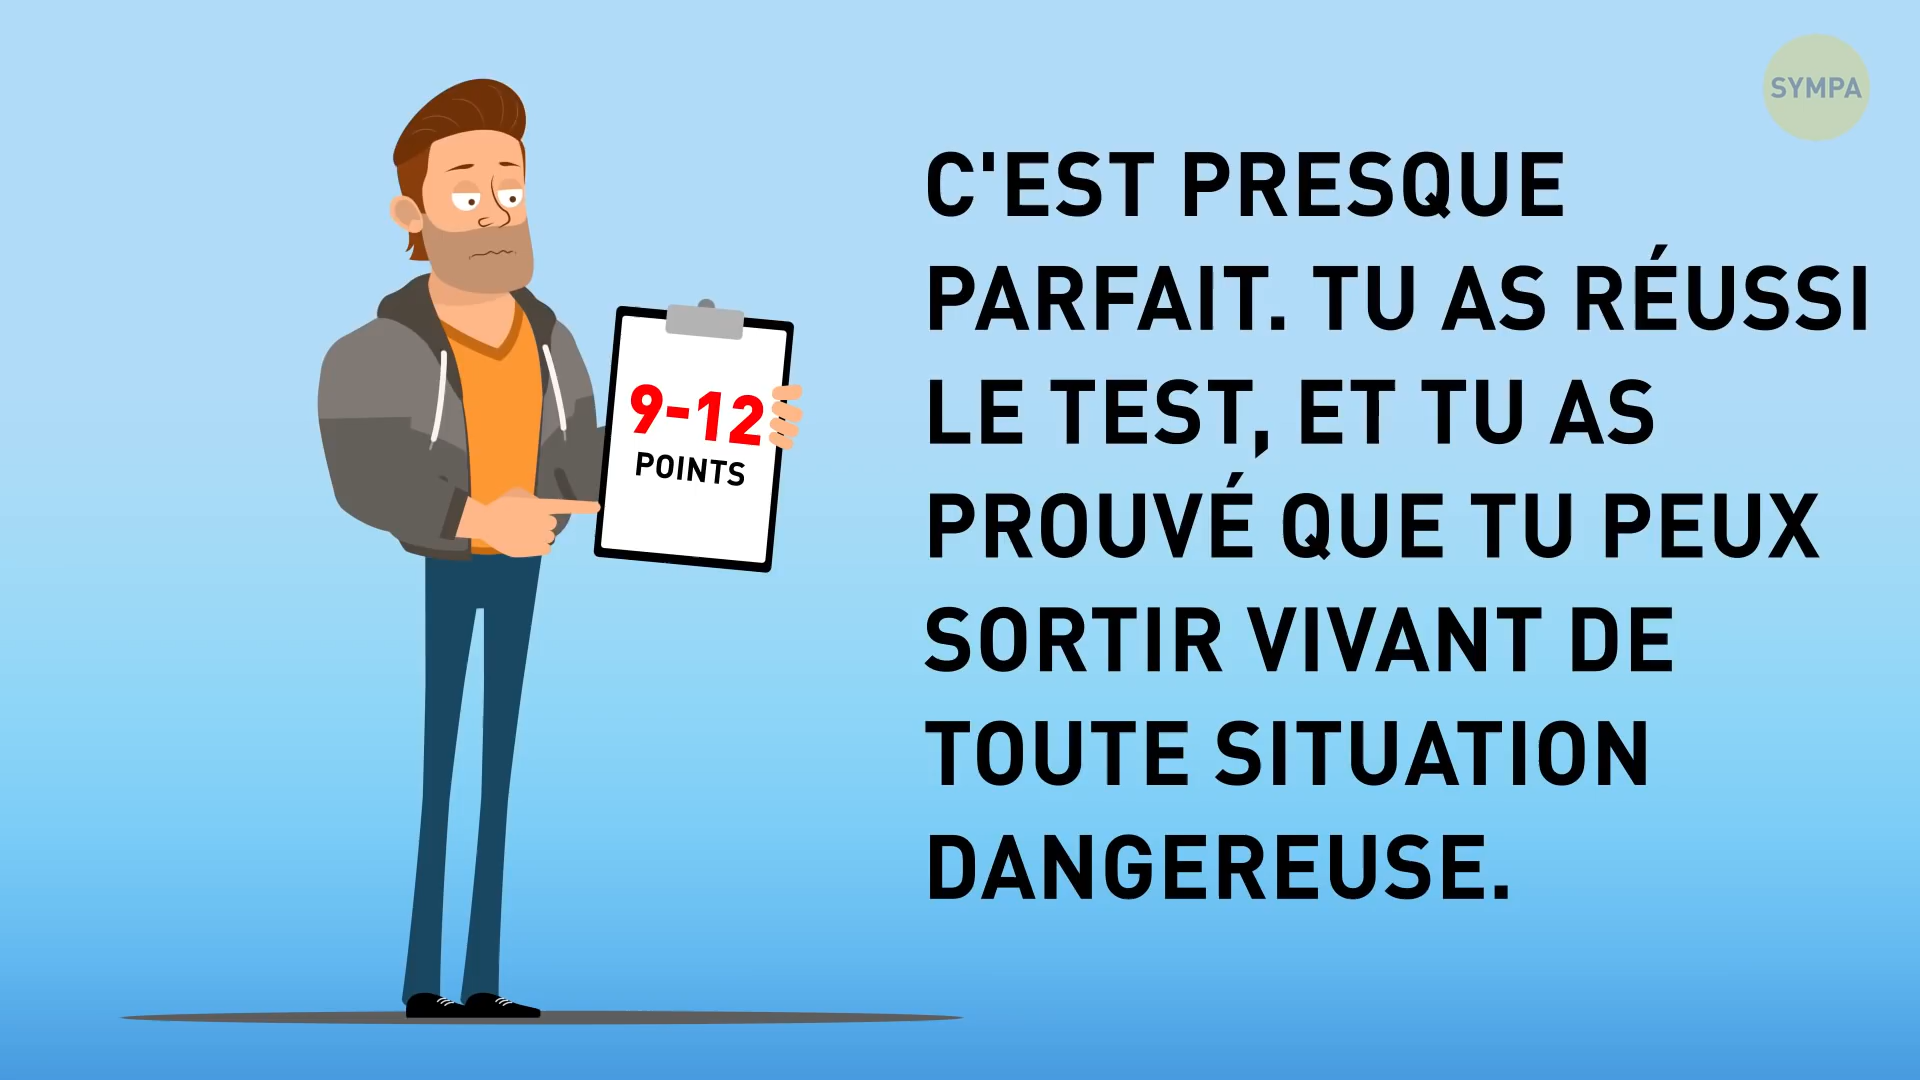 SYMPA
C'EST PRESQUE
PARFAIT. TU AS RÉUSSI
LE TEST, ET TU AS
PROUVÉ QUE TU PEUX
SORTIR VIVANT DE
TOUTE SITUATION
DANGEREUSE.
9-12
POINTS